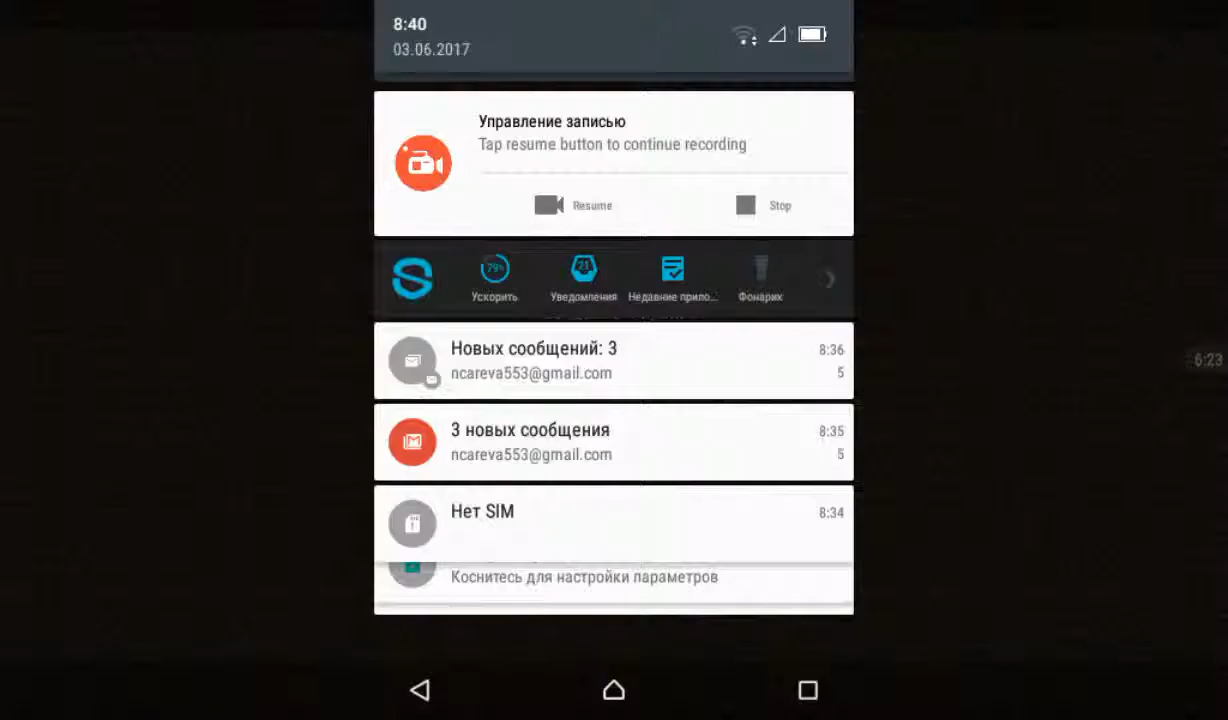 8:40
03.06.2017
Управление записью
Tap resume button to continue recording
Resume Stop
79%
21
Ускорить Уведомления Недавние прило... Фонарик
Новых сообщений: 3 8:36
ncareva553@gmail.com 5
6:23
3 новых сообщения 8:35
ncareva553@gmail.com 5
Нет SIM 8:34
Коснитесь для настройки параметров